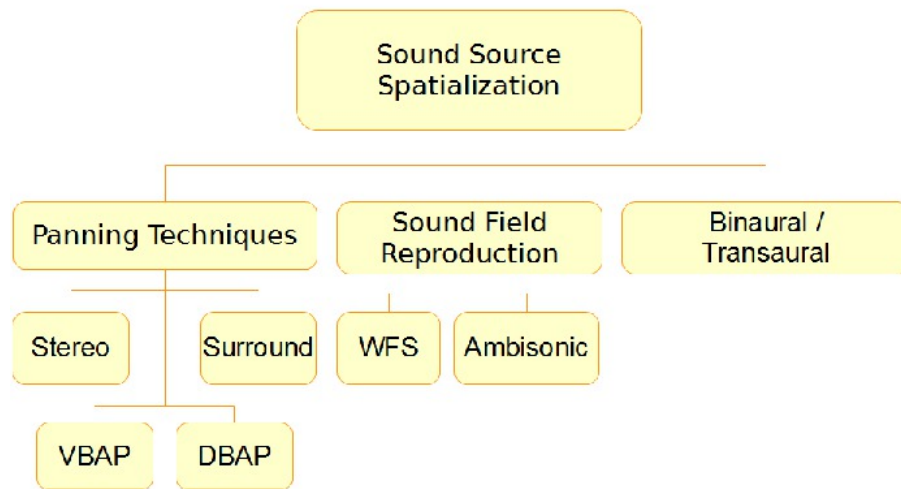 Sound Source
Spatialization
Panning Techniques
Sound Field
Reproduction
Binaural /
Transaural
Stereo
Surround
WFS
Ambisonic
VBAP
DBAP